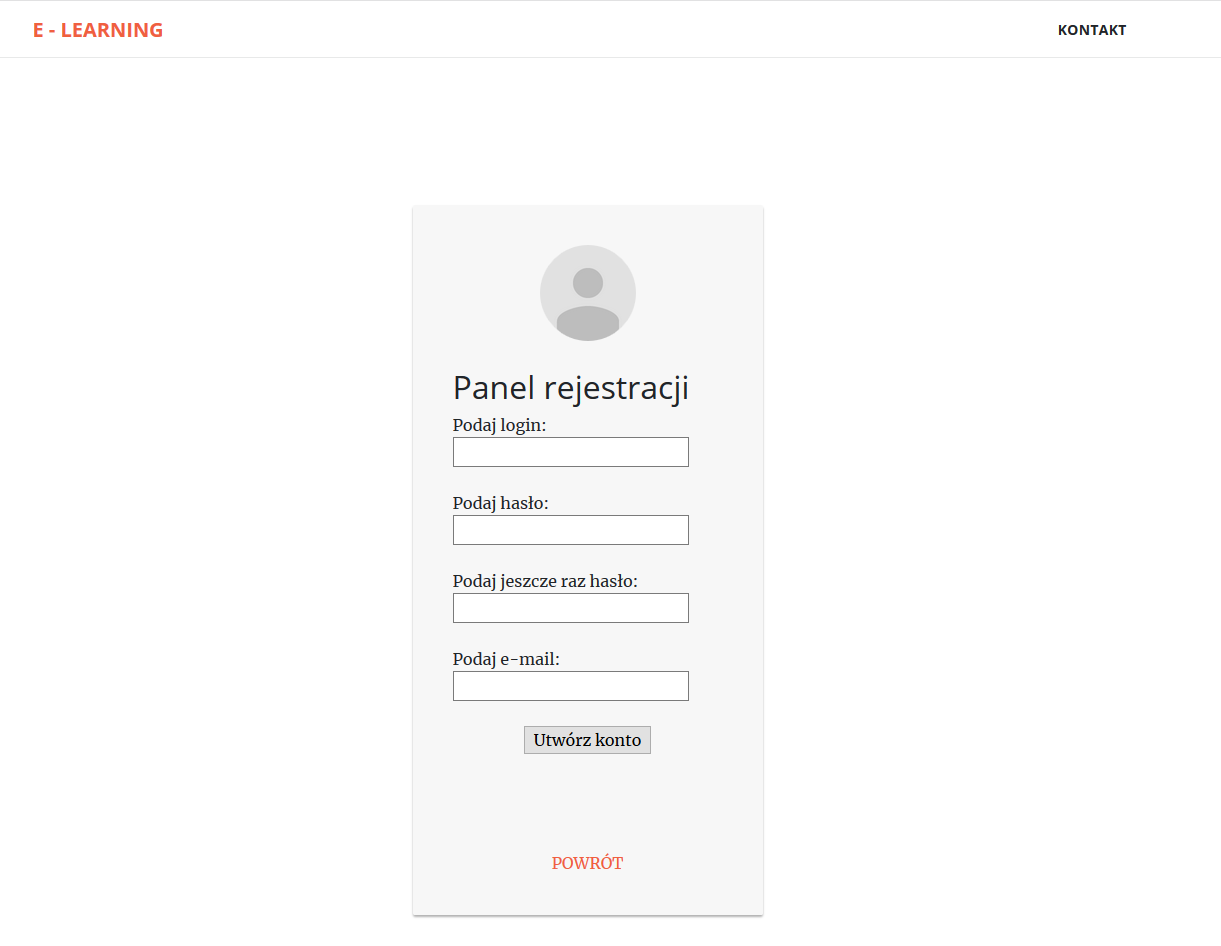 E - LEARNING
KONTAKT
Panel rejestracji
Podaj login:
Podaj hasło:
Podaj jeszcze raz hasło:
Podaj e-mail:
Utwórz konto
POWRÓT